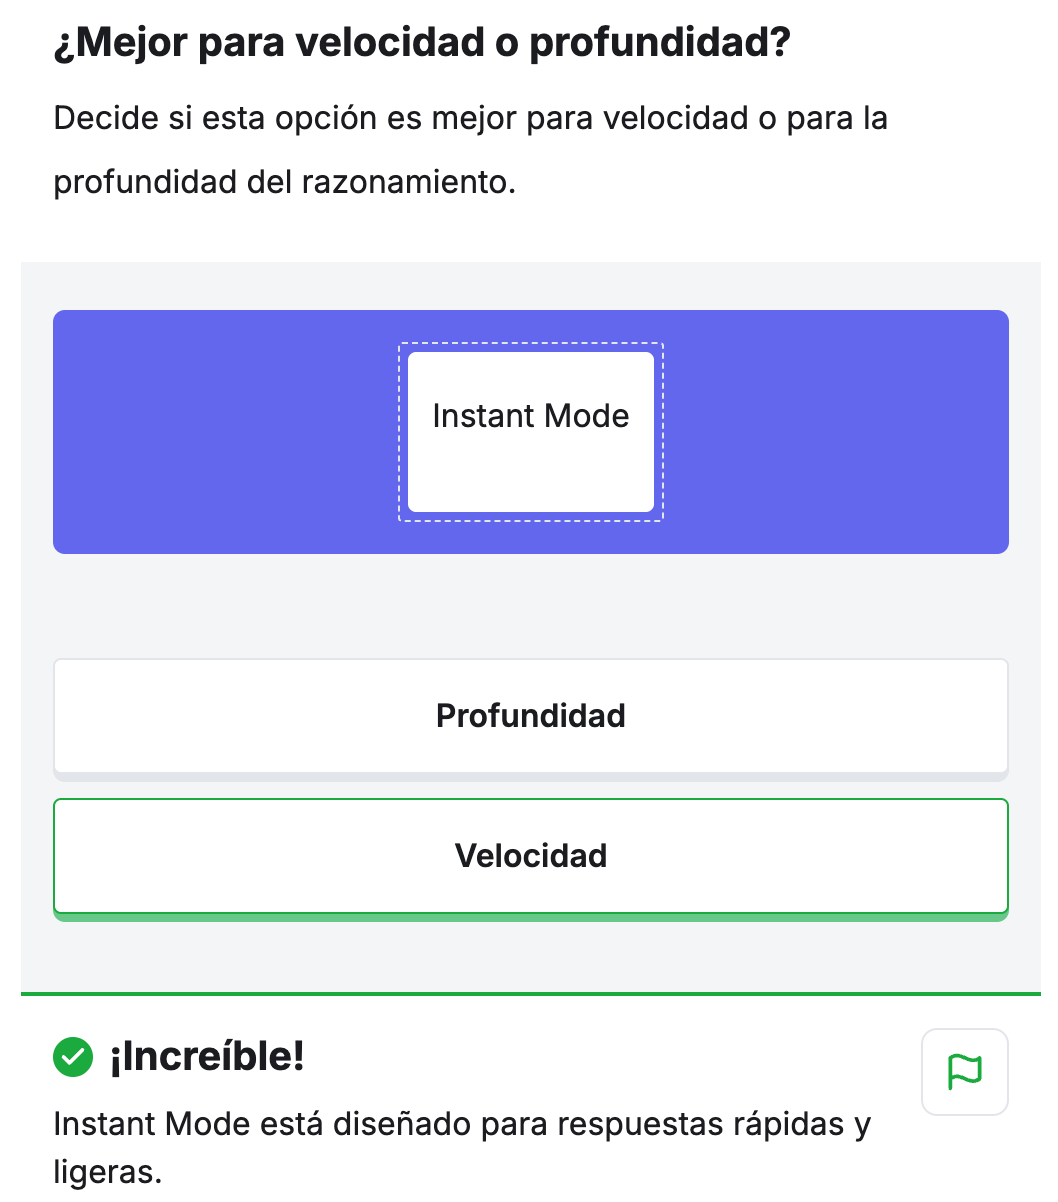 ¿Mejor para velocidad o profundidad?
Decide si esta opción es mejor para velocidad o para la
profundidad del razonamiento.
Instant Mode
Profundidad
Velocidad
¡Increíble!
Instant Mode está diseñado para respuestas rápidas y
ligeras.